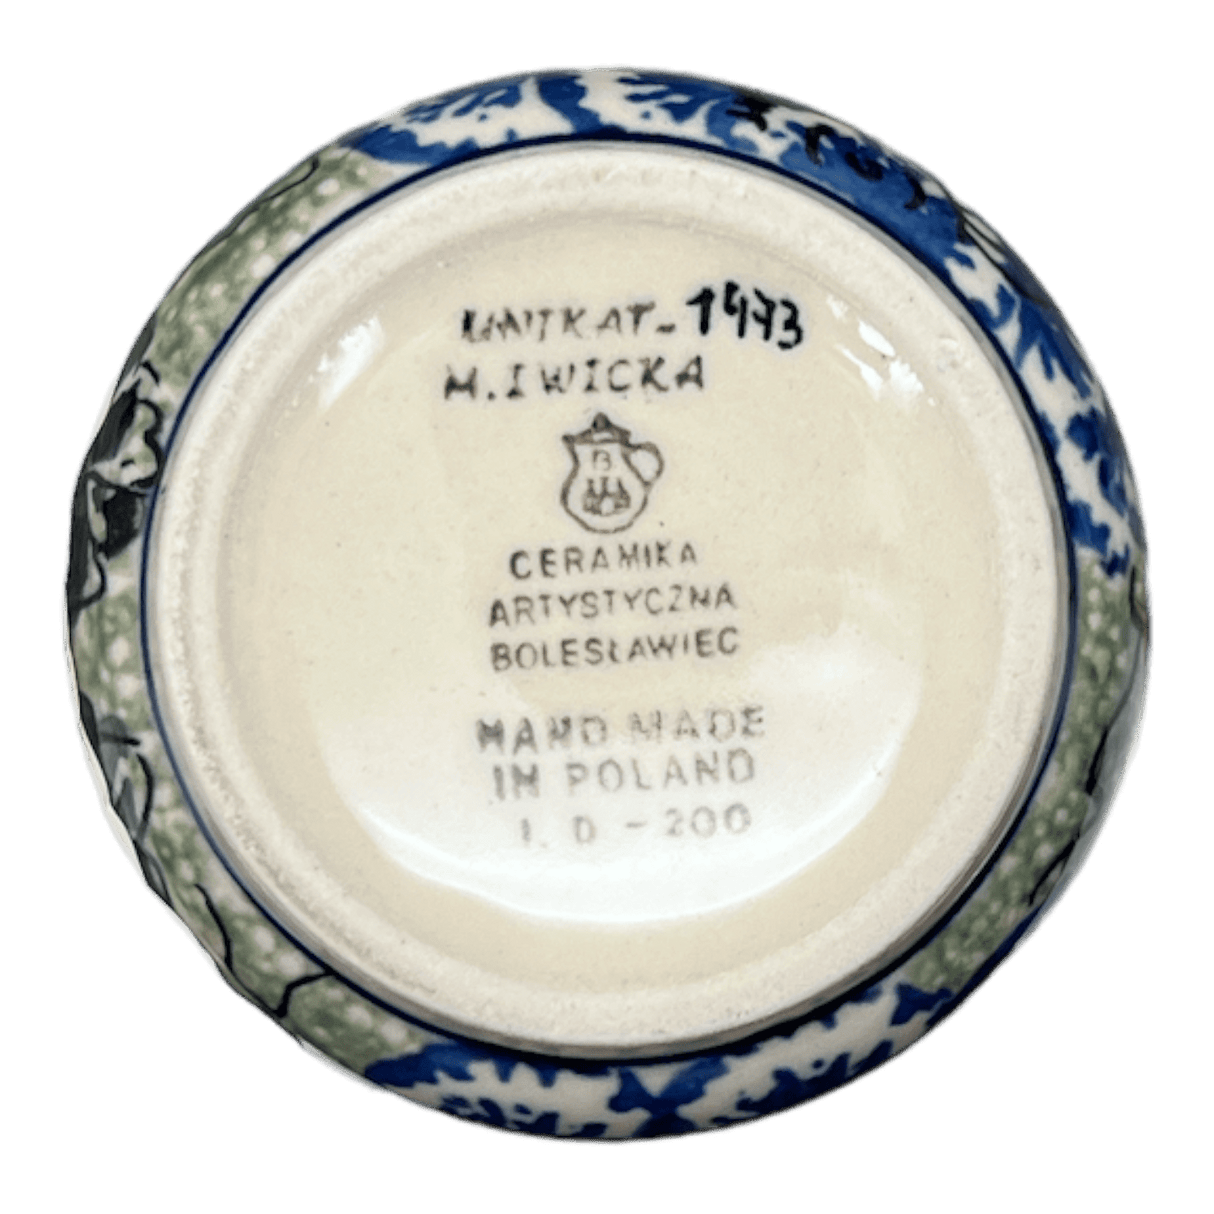 UNIKAT-1473
M.IWICKA
B
CERAMIKA
ARTYSTYCZNA
BOLESŁAWIEC
HAND MADE
IN POLAND
I.D-200